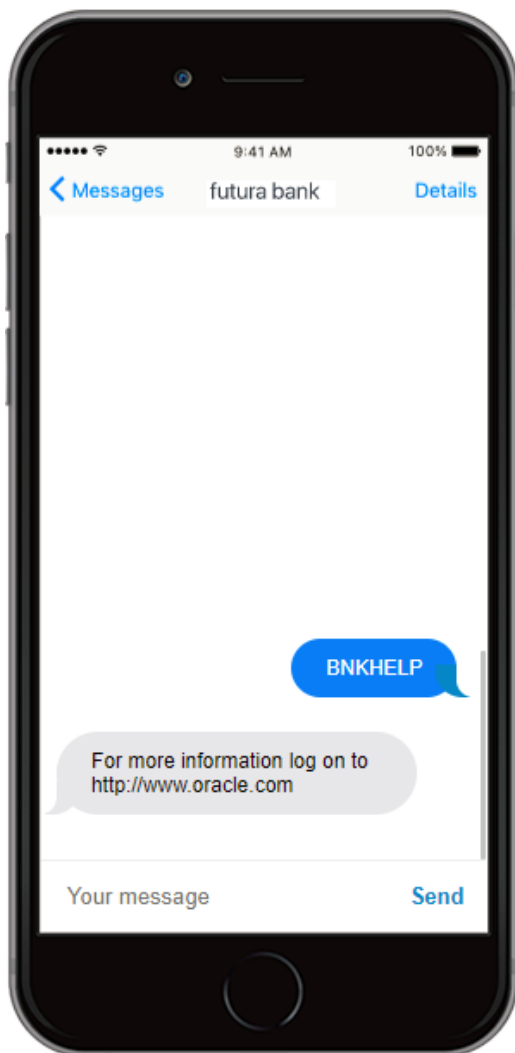 9:41 AM 100%
Messages futura bank Details
BNKHELP
For more information log on to
http://www.oracle.com
Your message Send